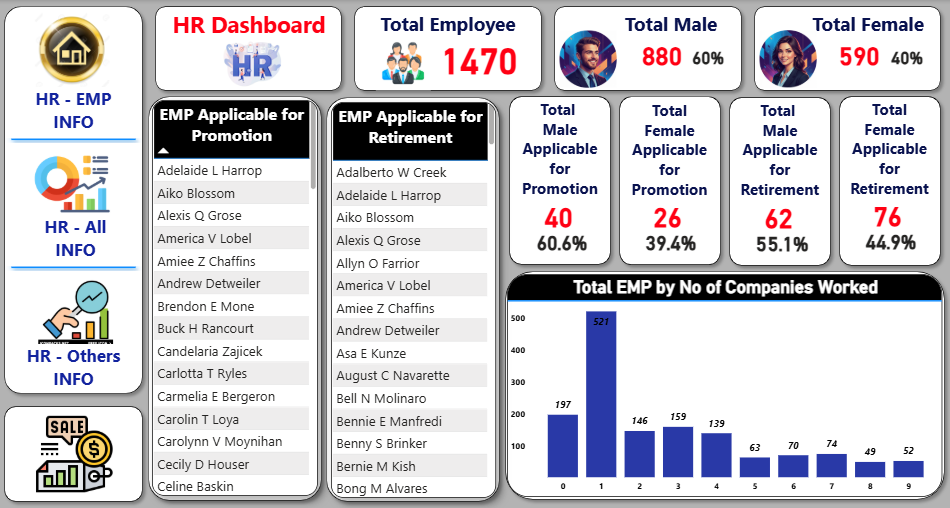 HR - EMP
INFO
HR - All
INFO
HR - Others
INFO
SALE
$
HR Dashboard
HR
Total Employee
1470
Total Male
880 60%
Total Female
590 40%
EMP Applicable for
Promotion
Adelaide L Harrop
Aiko Blossom
Alexis Q Grose
America V Lobel
Amiee Z Chaffins
Andrew Detweiler
Brendon E Mone
Buck H Rancourt
Candelaria Zajicek
Carlotta T Ryles
Carmelia E Bergeron
Carolin T Loya
Carolynn V Moynihan
Cecily D Houser
Celine Baskin
EMP Applicable for
Retirement
Adalberto W Creek
Adelaide L Harrop
Aiko Blossom
Alexis Q Grose
Allyn O Farrior
America V Lobel
Amiee Z Chaffins
Andrew Detweiler
Asa E Kunze
August C Navarette
Bell N Molinaro
Bennie E Manfredi
Benny S Brinker
Bernie M Kish
Bong M Alvares
Total
Male
Applicable
for
Promotion
40
60.6%
Total
Female
Applicable
for
Promotion
26
39.4%
Total
Male
Applicable
for
Retirement
62
55.1%
Total
Female
Applicable
for
Retirement
76
44.9%
Total EMP by No of Companies Worked
500
400
300
200
100
197
521
146
159
139
63
70
74
49
52
0 1 2 3 4 5 6 7 8 9